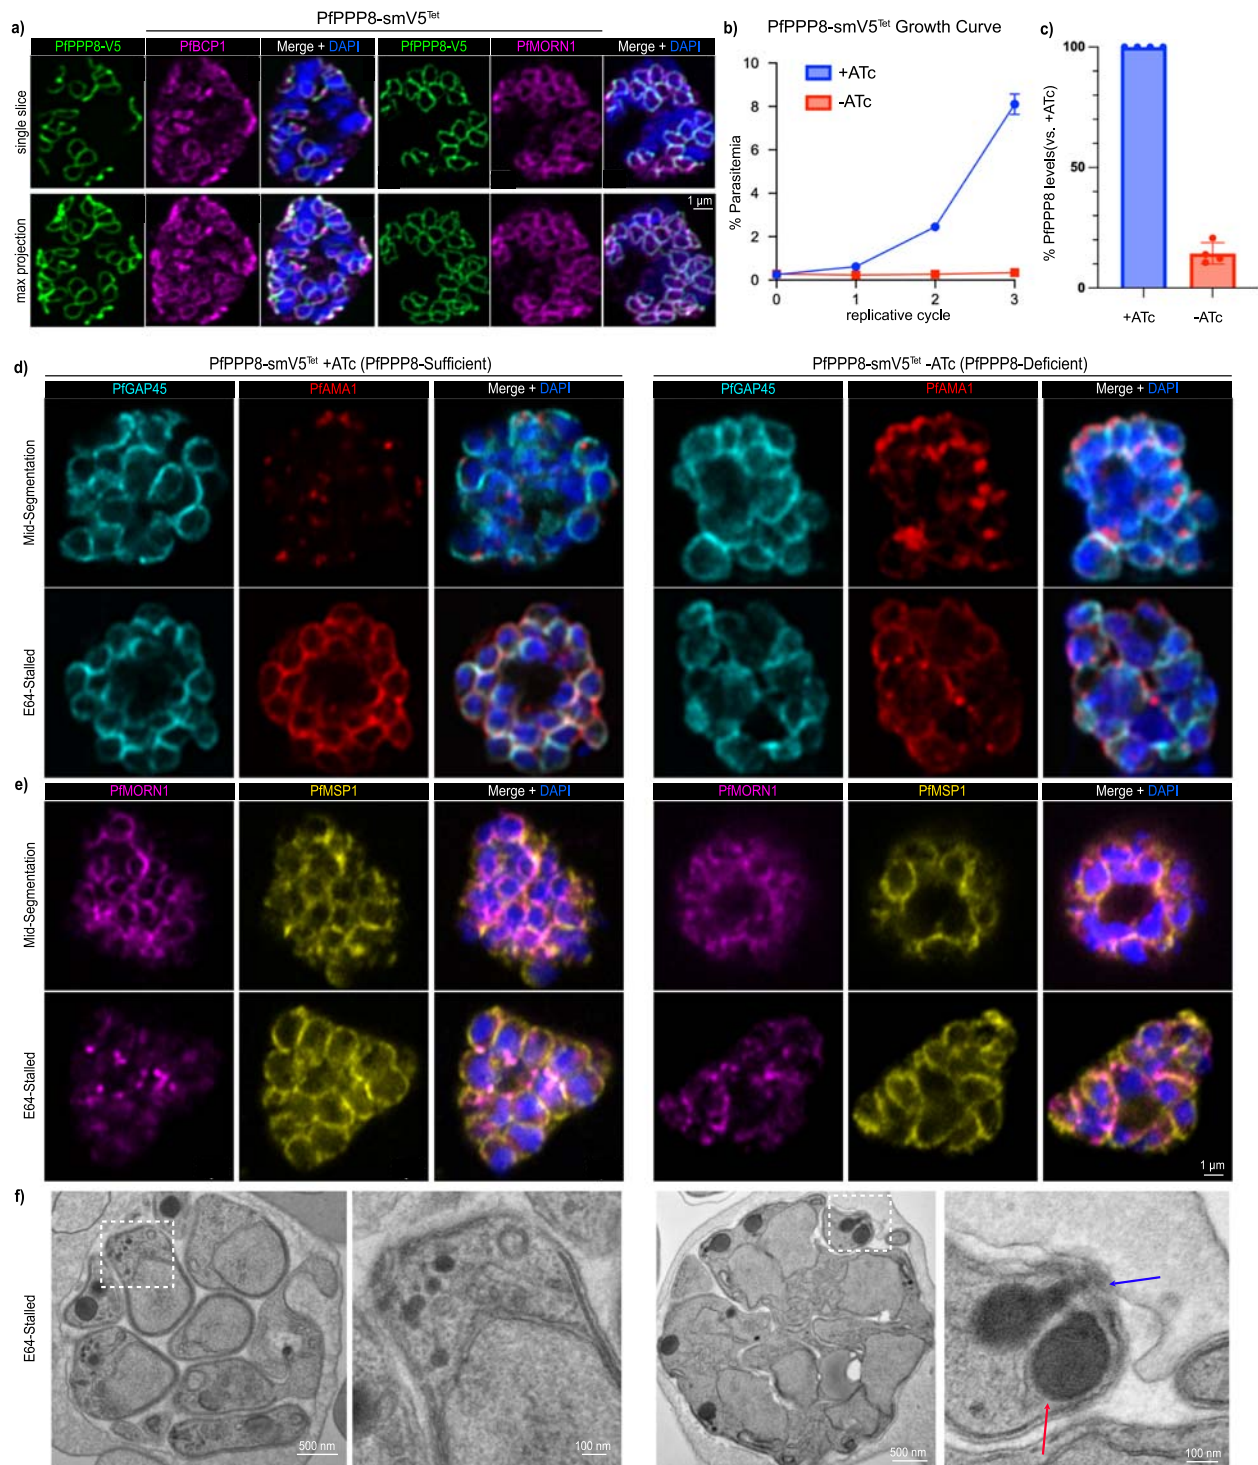 a)
PfPPP8-smV5Tet
PfPPP8-V5 PfBCP1 Merge + DAPI PfPPP8-V5 PfMORN1 Merge + DAPI
single slice
max projection
1 µm
b)
PfPPP8-smV5Tet Growth Curve
+ATc
-ATc
% Parasitemia
10
8
6
4
2
0
0 1 2 3
replicative cycle
c)
% PfPPP8 levels(vs. +ATc)
100
50
0
+ATc -ATc
d)
PfPPP8-smV5Tet +ATc (PfPPP8-Sufficient)
PfPPP8-smV5Tet -ATc (PfPPP8-Deficient)
PfGAP45 PfAMA1 Merge + DAPI
PfGAP45 PfAMA1 Merge + DAPI
Mid-Segmentation
E64-Stalled
e)
PfMORN1 PfMSP1 Merge + DAPI
PfMORN1 PfMSP1 Merge + DAPI
Mid-Segmentation
E64-Stalled
1 µm
f)
E64-Stalled
500 nm
100 nm
500 nm
100 nm